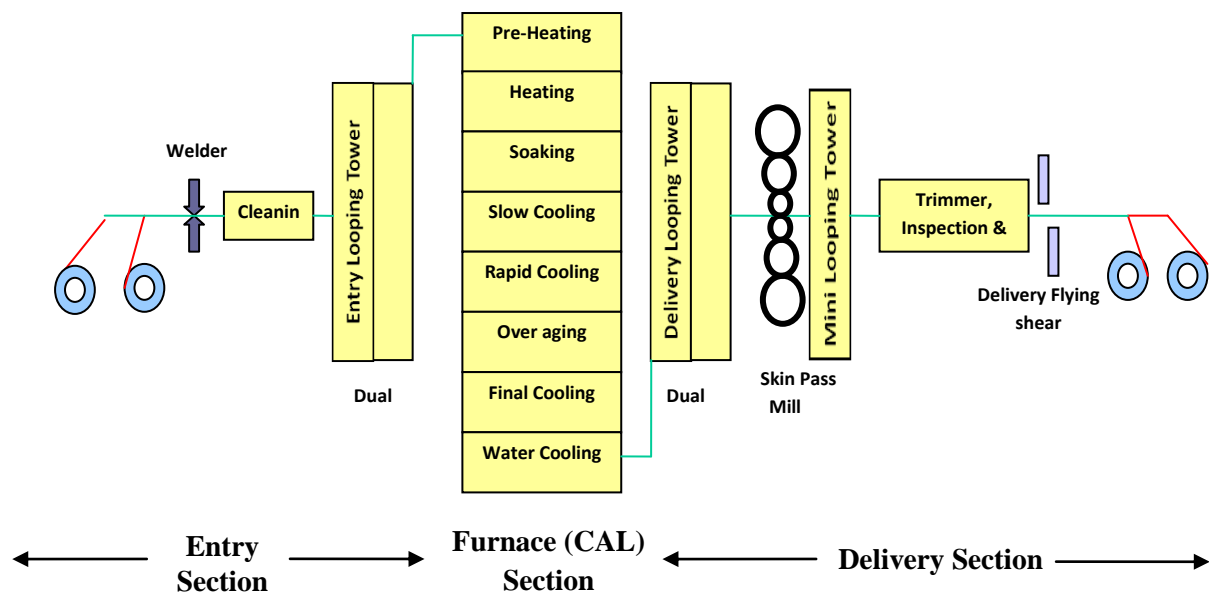 Welder
Cleanin
Entry Looping Tower
Dual
Pre-Heating
Heating
Soaking
Slow Cooling
Rapid Cooling
Over aging
Final Cooling
Water Cooling
Delivery Looping Tower
Dual
Skin Pass
Mill
Mini Looping Tower
Trimmer,
Inspection &
Delivery Flying
shear
Entry
Section
Furnace (CAL)
Section
Delivery Section